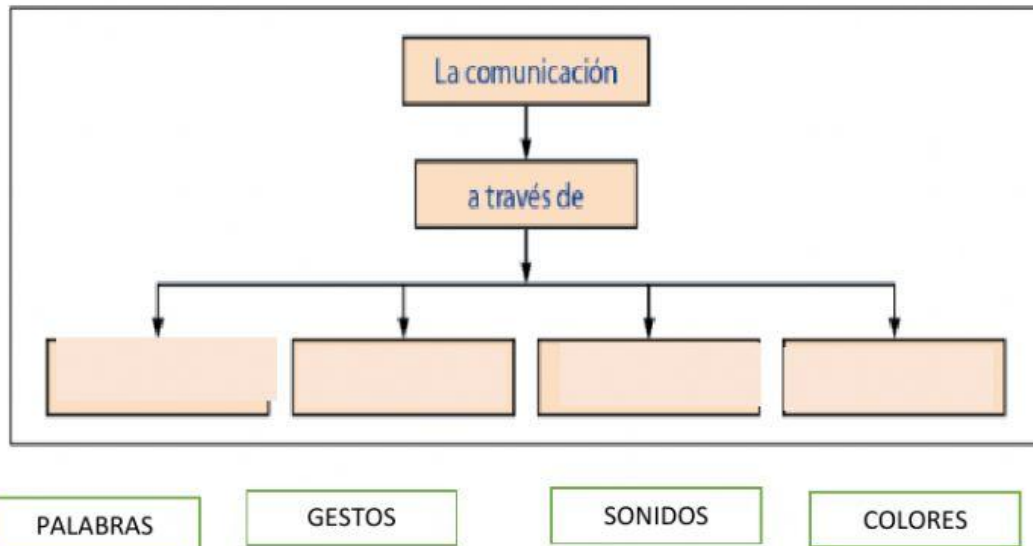 La comunicación
a través de
PALABRAS
GESTOS
SONIDOS
COLORES